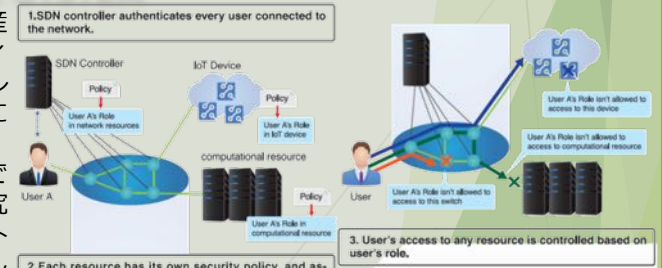 1.SDN controller authenticates every user connected to
the network.
SDN Controller
IoT Device
Policy
User A's Role
in network resources
Policy
User A's Role
in IoT device
computational resource
User A
Policy
User A's Role in
computational resource
2.Each resource has its own security policy, and as-
User A's Role isn't allowed to
access to this device
User A's Role isn't allowed to
access to computational resource
User
User A's Role isn't allowed to
access to this switch
3. User's access to any resource is controlled based on
user's role.